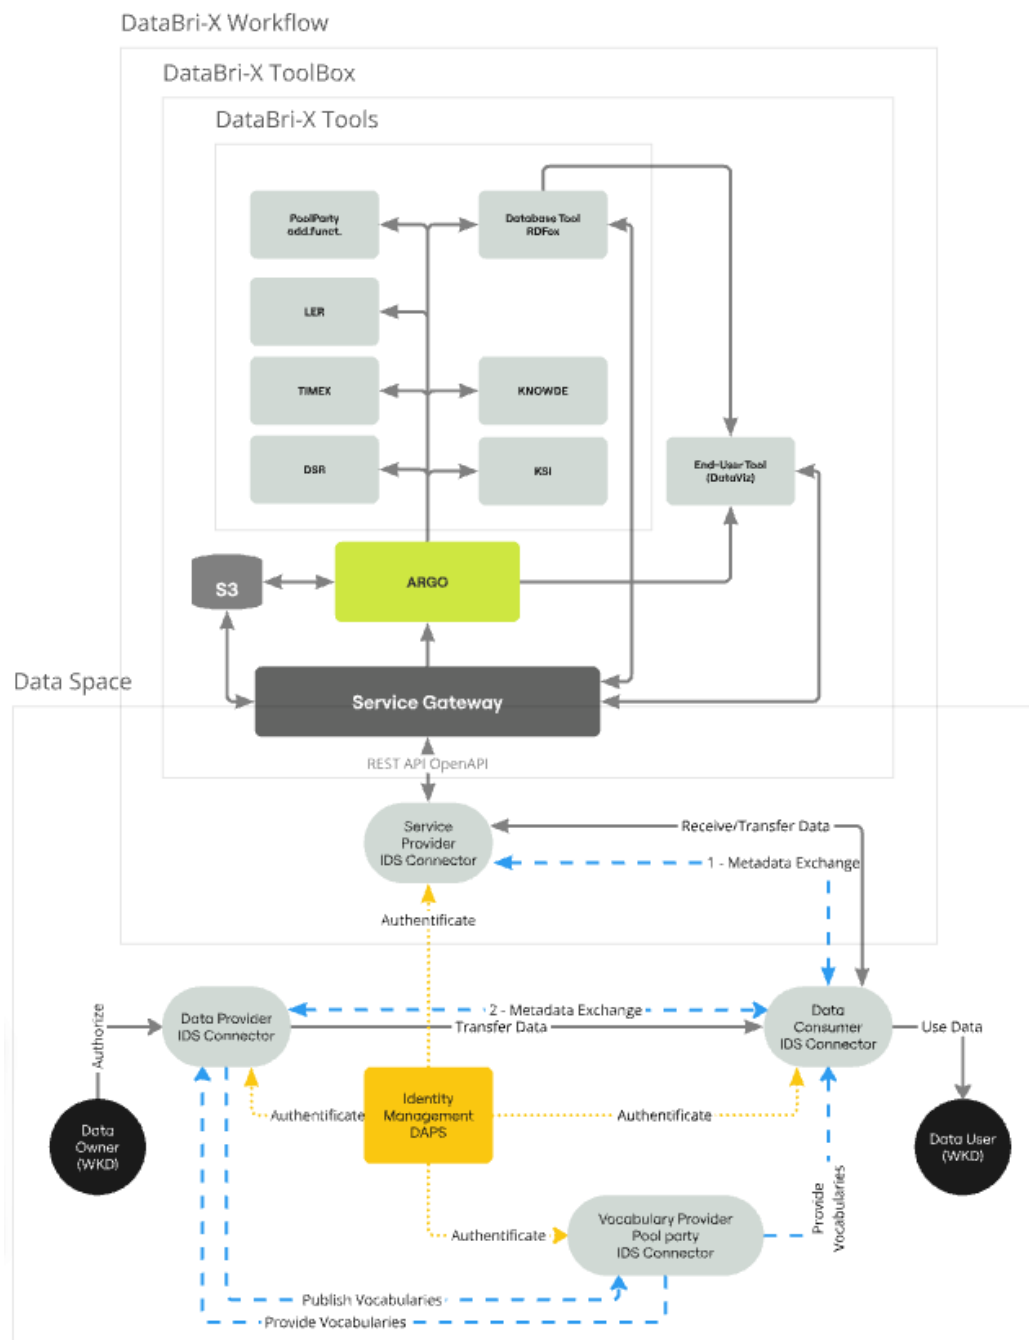 DataBri-X Workflow
DataBri-X ToolBox
DataBri-X Tools
PoolParty
add.funct.
Database Tool
RDFox
LER
TIMEX
KNOWDE
DSR
KSI
End-User Tool
(DataViz)
S3
ARGO
Data Space
Service Gateway
REST API OpenAPI
Service
Provider
IDS Connector
Receive/Transfer Data
1 - Metadata Exchange
Authentificate
Authorize
Data Provider
IDS Connector
2 - Metadata Exchange
Transfer Data
Data
Consumer
IDS Connector
Use Data
Data
Owner
(WKD)
Authentificate
Identity
Management
DAPS
Authentificate
Data User
(WKD)
Provide
Vocabularies
Authentificate
Vocabulary Provider
Pool party
IDS Connector
Publish Vocabularies
Provide Vocabularies